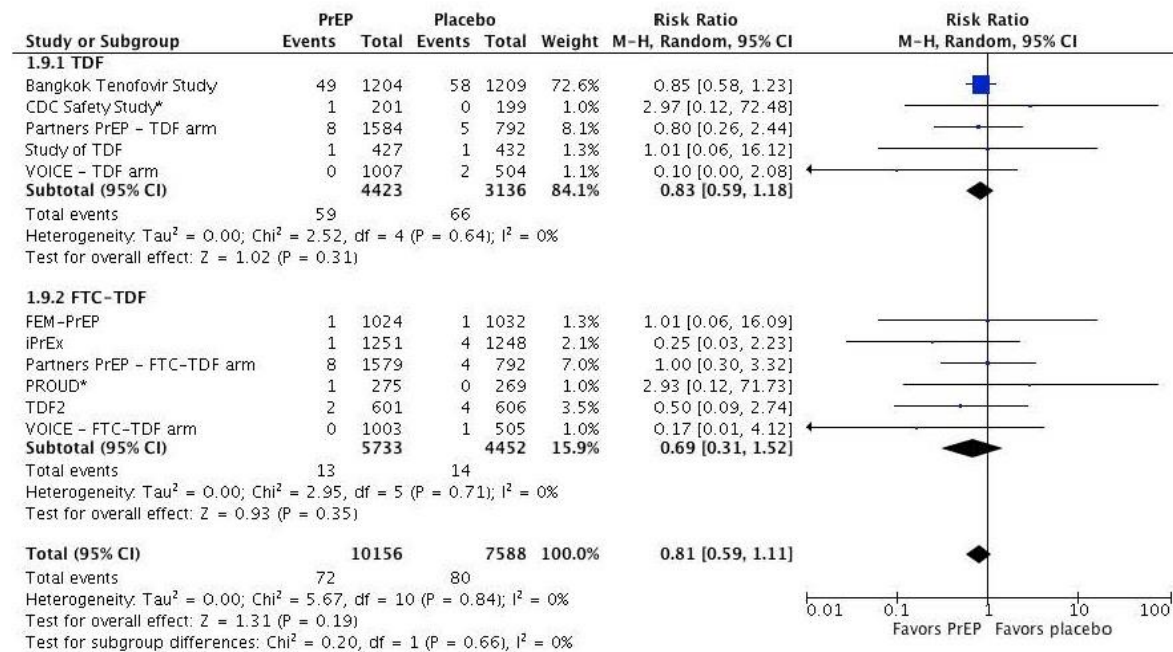 PrEP Placebo Risk Ratio Risk Ratio
Study or Subgroup Events Total Events Total Weight M-H, Random, 95% CI M-H, Random, 95% CI
1.9.1 TDF
Bangkok Tenofovir Study 49 1204 58 1209 72.6% 0.85 [0.58, 1.23]
CDC Safety Study* 1 201 0 199 1.0% 2.97 [0.12, 72.48]
Partners PrEP - TDF arm 8 1584 5 792 8.1% 0.80 [0.26, 2.44]
Study of TDF 1 427 1 432 1.3% 1.01 [0.06, 16.12]
VOICE - TDF arm 0 1007 2 504 1.1% 0.10 [0.00, 2.08]
Subtotal (95% CI) 4423 3136 84.1% 0.83 [0.59, 1.18]
Total events 59 66
Heterogeneity: Tau² = 0.00; Chi² = 2.52, df = 4 (P = 0.64); I² = 0%
Test for overall effect: Z = 1.02 (P = 0.31)
1.9.2 FTC-TDF
FEM-PrEP 1 1024 1 1032 1.3% 1.01 [0.06, 16.09]
iPrEx 1 1251 4 1248 2.1% 0.25 [0.03, 2.23]
Partners PrEP - FTC-TDF arm 8 1579 4 792 7.0% 1.00 [0.30, 3.32]
PROUD* 1 275 0 269 1.0% 2.93 [0.12, 71.73]
TDF2 2 601 4 606 3.5% 0.50 [0.09, 2.74]
VOICE - FTC-TDF arm 0 1003 1 505 1.0% 0.17 [0.01, 4.12]
Subtotal (95% CI) 5733 4452 15.9% 0.69 [0.31, 1.52]
Total events 13 14
Heterogeneity: Tau² = 0.00; Chi² = 2.95, df = 5 (P = 0.71); I² = 0%
Test for overall effect: Z = 0.93 (P = 0.35)
Total (95% CI) 10156 7588 100.0% 0.81 [0.59, 1.11]
Total events 72 80
Heterogeneity: Tau² = 0.00; Chi² = 5.67, df = 10 (P = 0.84); I² = 0%
Test for overall effect: Z = 1.31 (P = 0.19)
Test for subgroup differences: Chi² = 0.20, df = 1 (P = 0.66), I² = 0%
0.01 0.1 1 10 100
Favors PrEP Favors placebo